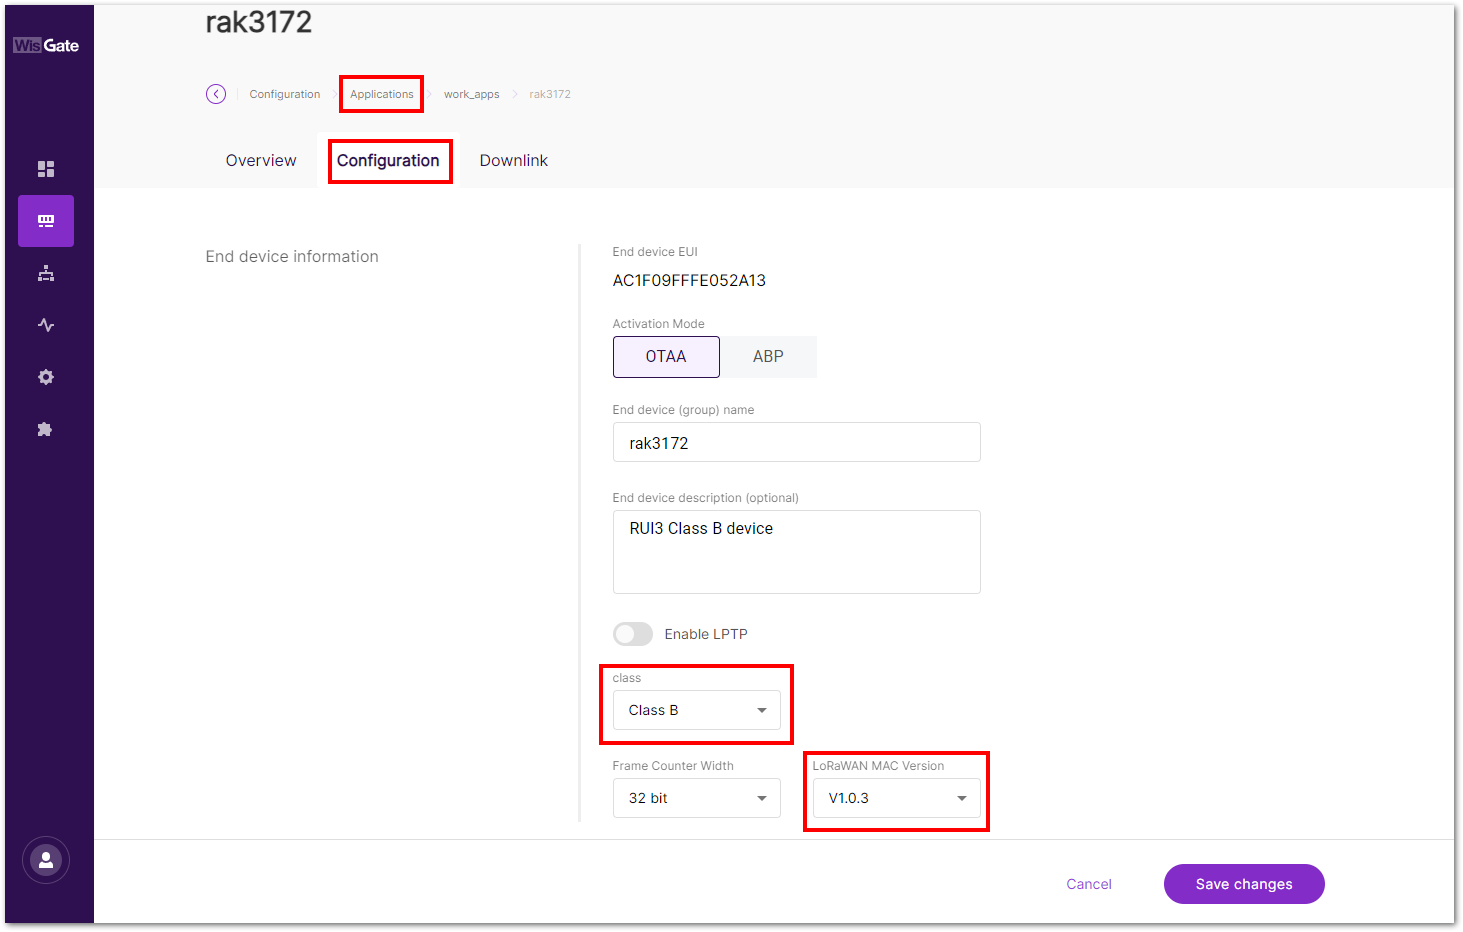 rak3172
WisGate
Configuration Applications work_apps rak3172
Overview Configuration Downlink
End device information
End device EUI
AC1F09FFFE052A13
Activation Mode
OTAA ABP
End device (group) name
rak3172
End device description (optional)
RUI3 Class B device
Enable LPTP
class
Class B
Frame Counter Width LoRaWAN MAC Version
32 bit V1.0.3
Cancel Save changes